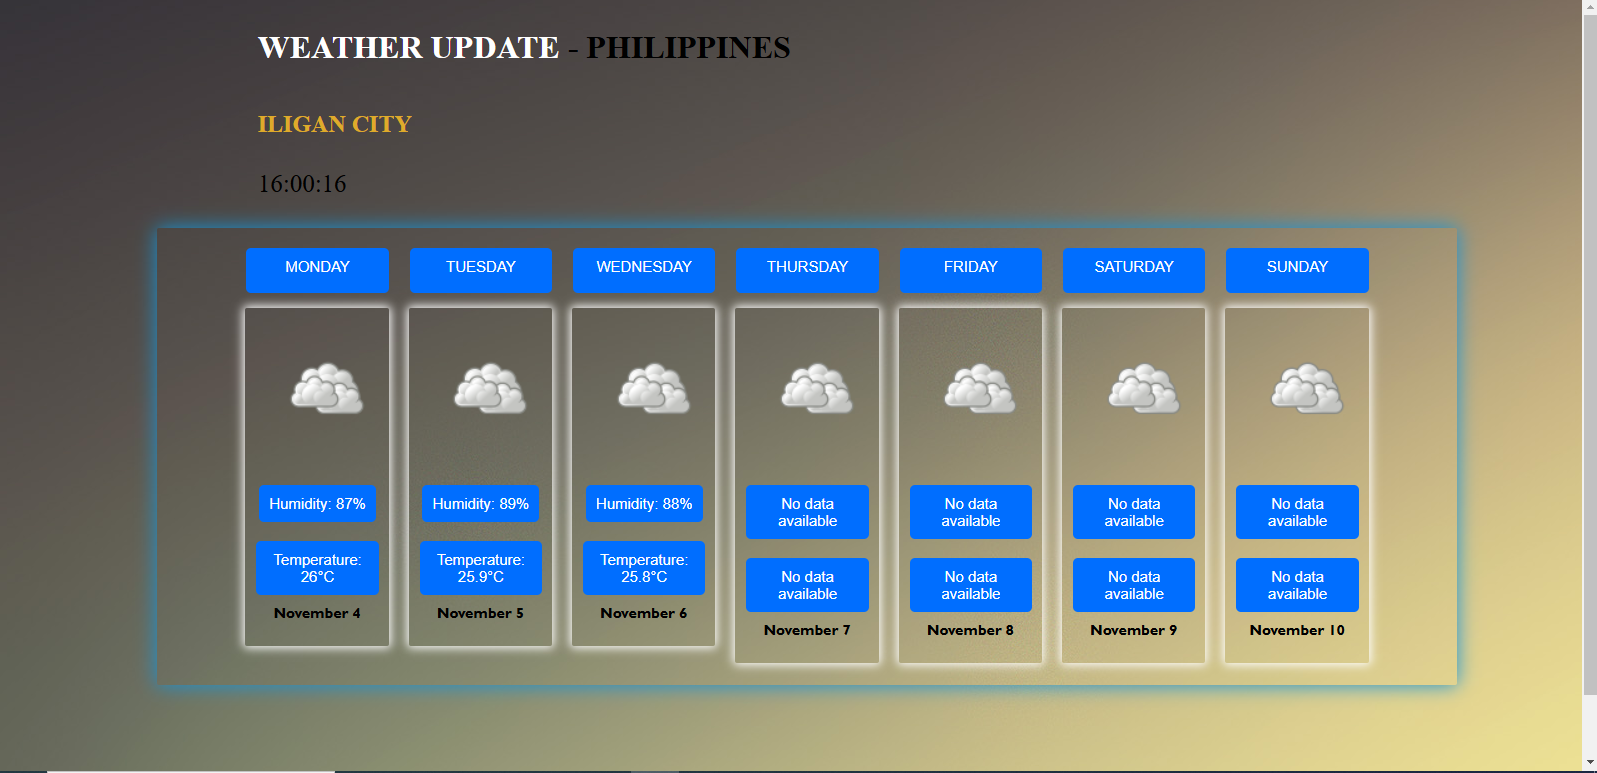 WEATHER UPDATE - PHILIPPINES
ILIGAN CITY
16:00:16
MONDAY
TUESDAY
WEDNESDAY
THURSDAY
FRIDAY
SATURDAY
SUNDAY
Humidity: 87%
Temperature:
26°C
November 4
Humidity: 89%
Temperature:
25.9°C
November 5
Humidity: 88%
Temperature:
25.8°C
November 6
No data
available
No data
available
November 7
No data
available
No data
available
November 8
No data
available
No data
available
November 9
No data
available
No data
available
November 10